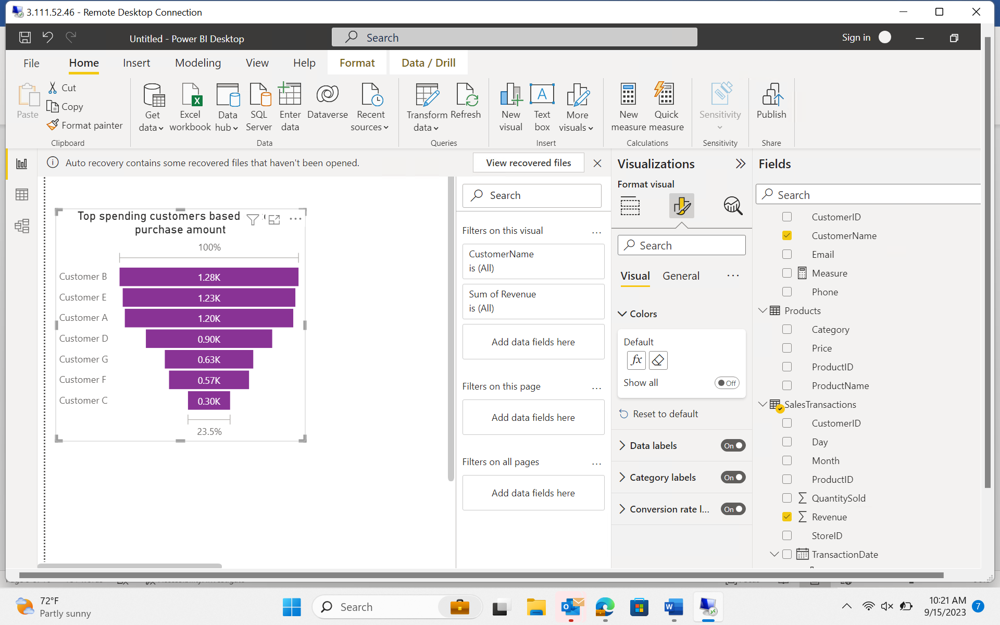 3.111.52.46 - Remote Desktop Connection
Untitled - Power BI Desktop
Search
Sign in
File
Home
Insert
Modeling
View
Help
Format
Data / Drill
Paste
Cut
Copy
Format painter
Clipboard
Get
data
Excel
workbook
Data
hub
SQL
Server
Enter
data
Dataverse
Recent
sources
Data
Transform
data
Refresh
Queries
New
visual
A
Text
box
More
visuals
Insert
New
measure
Quick
measure
Calculations
Sensitivity
Sensitivity
Publish
Share
Auto recovery contains some recovered files that haven't been opened.
View recovered files
Top spending customers based
purchase amount
100%
Customer B 1.28K
Customer E 1.23K
Customer A 1.20K
Customer D 0.90K
Customer G 0.63K
Customer F 0.57K
Customer C 0.30K
23.5%
Search
Filters on this visual
CustomerName
is (All)
Sum of Revenue
is (All)
Add data fields here
Filters on this page
Add data fields here
Filters on all pages
Add data fields here
Visualizations
Format visual
Search
Visual
General
Colors
Default
fx
Show all
Off
Reset to default
Data labels
On
Category labels
On
Conversion rate l...
On
Fields
Search
CustomerID
CustomerName
Email
Measure
Phone
Products
Category
Price
ProductID
ProductName
SalesTransactions
CustomerID
Day
Month
ProductID
QuantitySold
Revenue
StoreID
TransactionDate
72°F
Partly sunny
Search
10:21 AM
9/15/2023
7